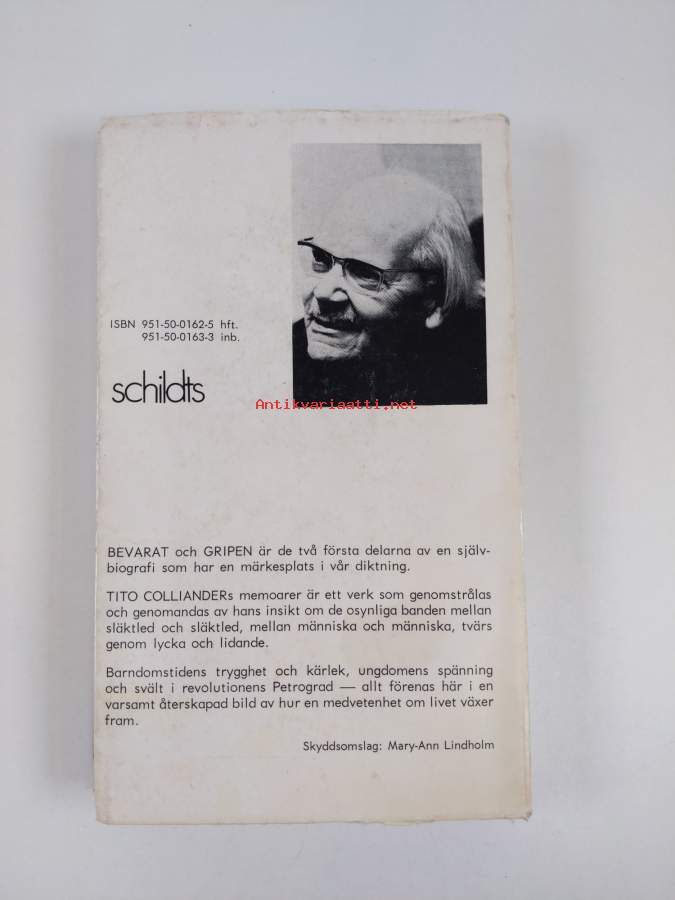 ISBN 951-50-0162-5 hft.
951-50-0163-3 inb.
schildts
Antikvariaatti.net
BEVARAT och GRIPEN är de två första delarna av en själv-
biografi som har en märkesplats i vår diktning.
TITO COLLIANDERs memoarer är ett verk som genomstrålas
och genomandas av hans insikt om de osynliga banden mellan
släktled och släktled, mellan människa och människa, tvärs
genom lycka och lidande.
Barndomstidens trygghet och kärlek, ungdomens spänning
och svält i revolutionens Petrograd — allt förenas här i en
varsamt återskapad bild av hur en medvetenhet om livet växer
fram.
Skyddsomslag: Mary-Ann Lindholm